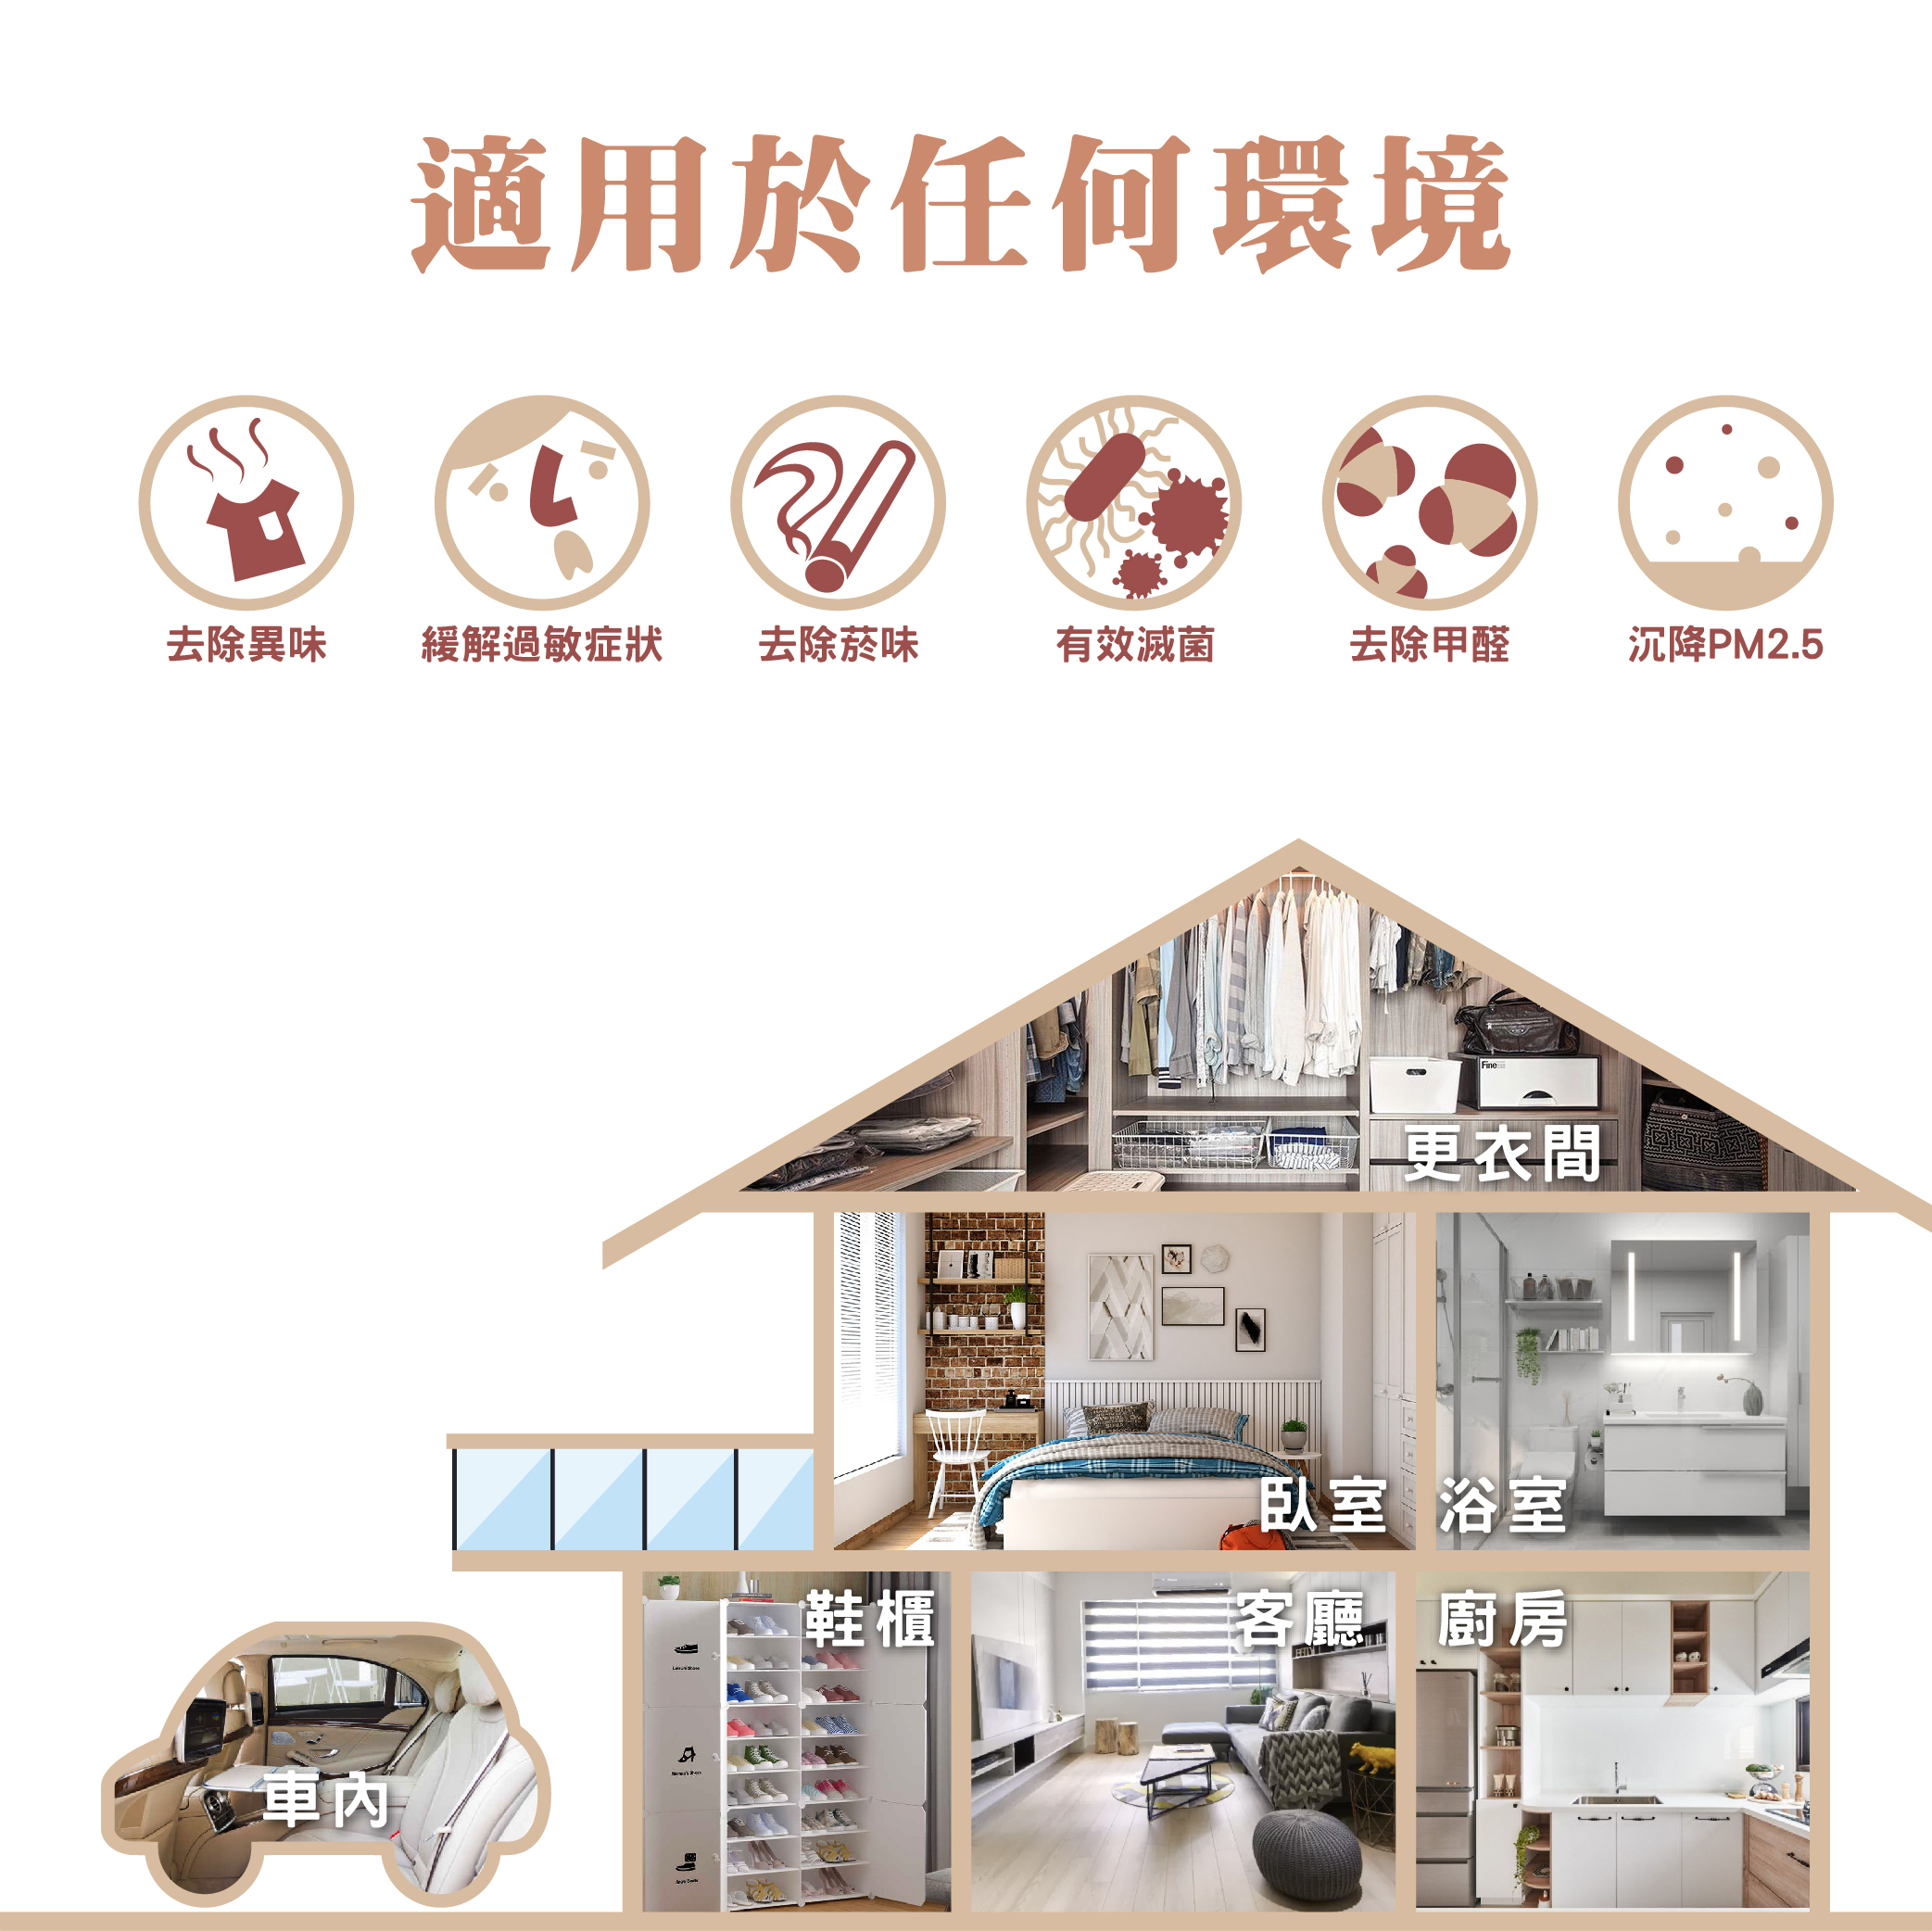 適用於任何環境
去除異味
緩解過敏症狀
去除菸味
有效滅菌
去除甲醛
沉降PM2.5
更衣間
臥室
浴室
鞋櫃
客廳
廚房
車內